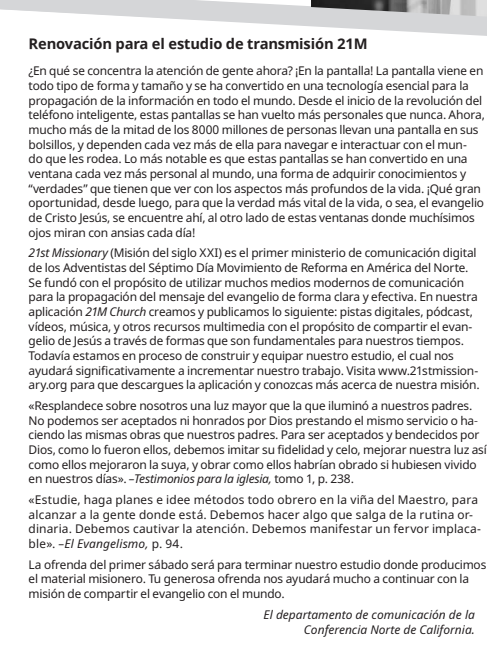 Renovación para el estudio de transmisión 21M
¿En qué se concentra la atención de gente ahora? ¡En la pantalla! La pantalla viene en
todo tipo de forma y tamaño y se ha convertido en una tecnología esencial para la
propagación de la información en todo el mundo. Desde el inicio de la revolución del
teléfono inteligente, estas pantallas se han vuelto más personales que nunca. Ahora,
mucho más de la mitad de los 8000 millones de personas llevan una pantalla en sus
bolsillos, y dependen cada vez más de ella para navegar e interactuar con el mun-
do que les rodea. Lo más notable es que estas pantallas se han convertido en una
ventana cada vez más personal al mundo, una forma de adquirir conocimientos y
“verdades” que tienen que ver con los aspectos más profundos de la vida. ¡Qué gran
oportunidad, desde luego, para que la verdad más vital de la vida, o sea, el evangelio
de Cristo Jesús, se encuentre ahí, al otro lado de estas ventanas donde muchísimos
ojos miran con ansias cada día!
21st Missionary (Misión del siglo XXI) es el primer ministerio de comunicación digital
de los Adventistas del Séptimo Día Movimiento de Reforma en América del Norte.
Se fundó con el propósito de utilizar muchos medios modernos de comunicación
para la propagación del mensaje del evangelio de forma clara y efectiva. En nuestra
aplicación 21M Church creamos y publicamos lo siguiente: pistas digitales, pódcast,
vídeos, música, y otros recursos multimedia con el propósito de compartir el evan-
gelio de Jesús a través de formas que son fundamentales para nuestros tiempos.
Todavía estamos en proceso de construir y equipar nuestro estudio, el cual nos
ayudará significativamente a incrementar nuestro trabajo. Visita www.21stmission-
ary.org para que descargues la aplicación y conozcas más acerca de nuestra misión.
«Resplandece sobre nosotros una luz mayor que la que iluminó a nuestros padres.
No podemos ser aceptados ni honrados por Dios prestando el mismo servicio o ha-
ciendo las mismas obras que nuestros padres. Para ser aceptados y bendecidos por
Dios, como lo fueron ellos, debemos imitar su fidelidad y celo, mejorar nuestra luz así
como ellos mejoraron la suya, y obrar como ellos habrían obrado si hubiesen vivido
en nuestros días». –Testimonios para la iglesia, tomo 1, p. 238.
«Estudie, haga planes e idee métodos todo obrero en la viña del Maestro, para
alcanzar a la gente donde está. Debemos hacer algo que salga de la rutina or-
dinaria. Debemos cautivar la atención. Debemos manifestar un fervor implaca-
ble». –El Evangelismo, p. 94.
La ofrenda del primer sábado será para terminar nuestro estudio donde producimos
el material misionero. Tu generosa ofrenda nos ayudará mucho a continuar con la
misión de compartir el evangelio con el mundo.
El departamento de comunicación de la
Conferencia Norte de California.